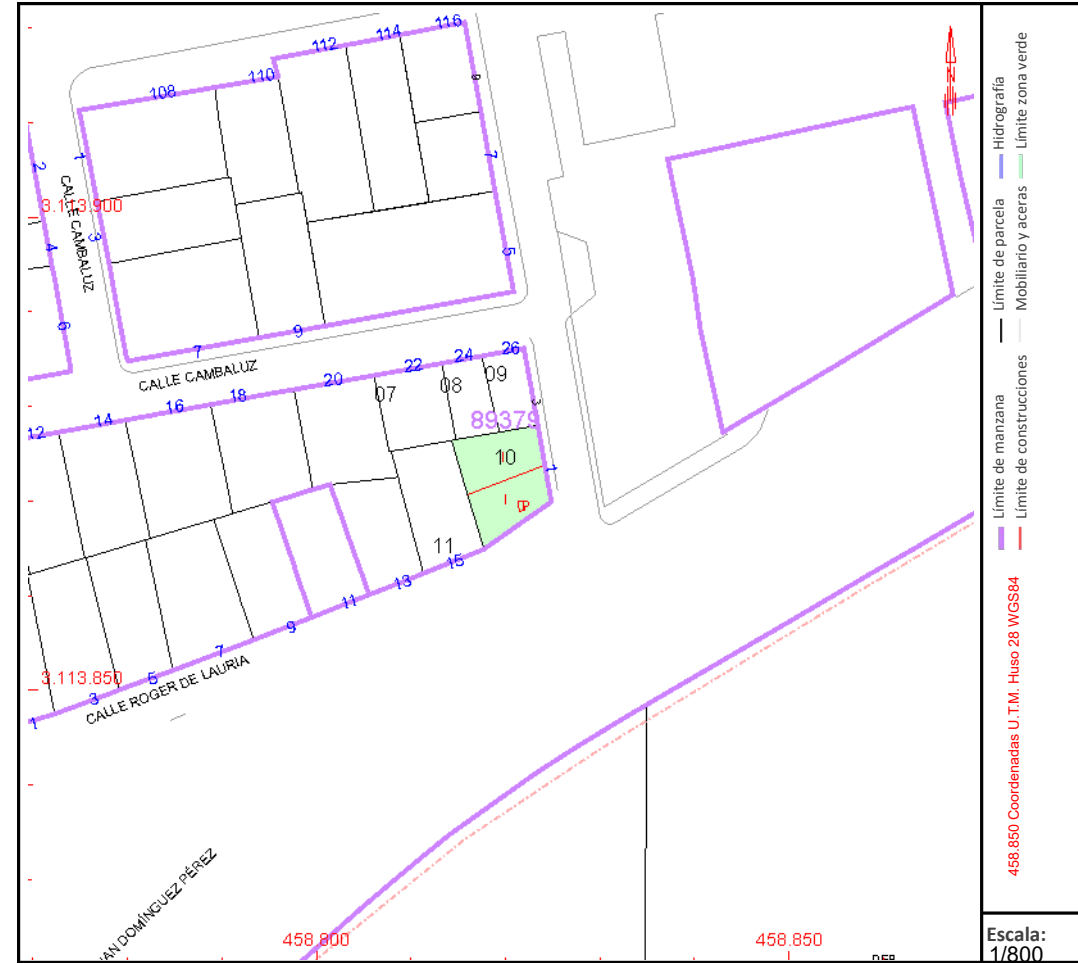 116
114
112
110
108
9
1
7
2
CALLE CAMBALUZ
3.113.900
3
4
5
6
9
7
CALLE CAMBALUZ
26
24
22
20
18
16
14
12
07
08
09
3
89379
10
I
1
I
DP
11
15
13
11
9
7
5
3
1
3.113.850
CALLE ROGER DE LAURIA
AN DOMÍNGUEZ PÉREZ
458.800
458.850
N
Hidrografía
Límite zona verde
Límite de parcela
Mobiliario y aceras
Límite de manzana
Límite de construcciones
458.850 Coordenadas U.T.M. Huso 28 WGS84
Escala:
1/800